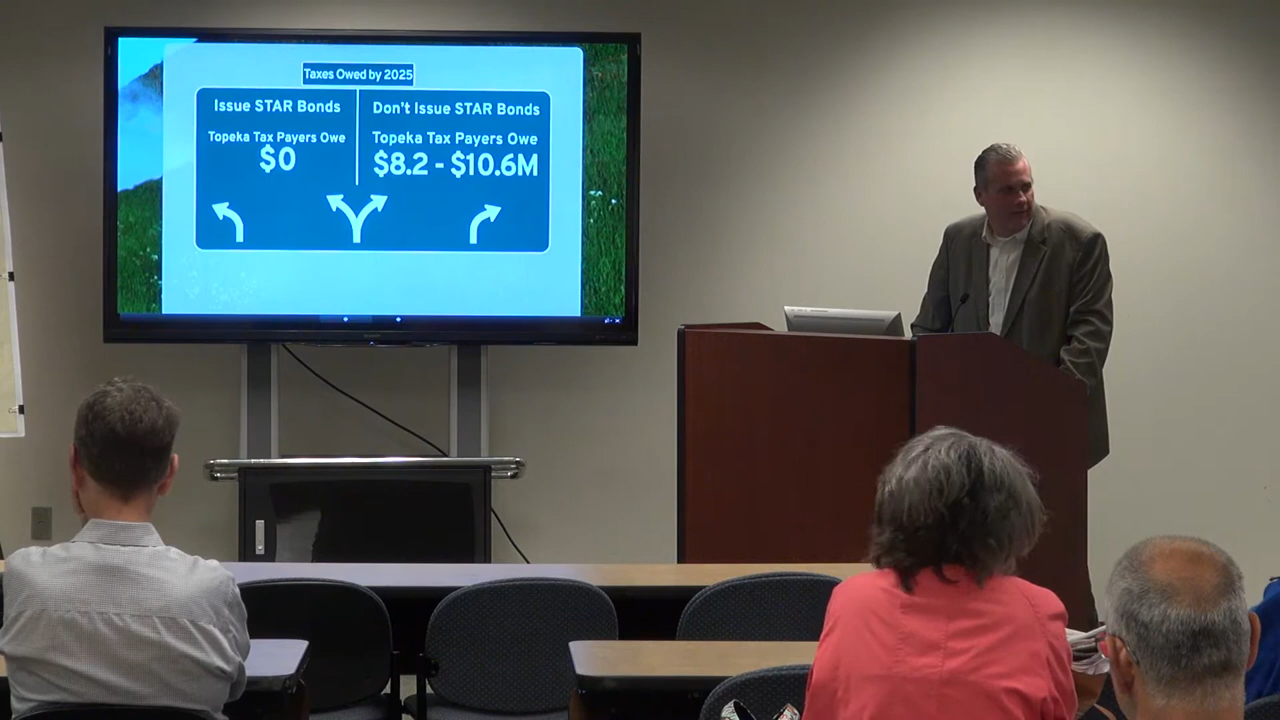 Taxes Owed by 2025
Issue STAR Bonds
Topeka Tax Payers Owe
$0
Don't Issue STAR Bonds
Topeka Tax Payers Owe
$8.2 - $10.6M